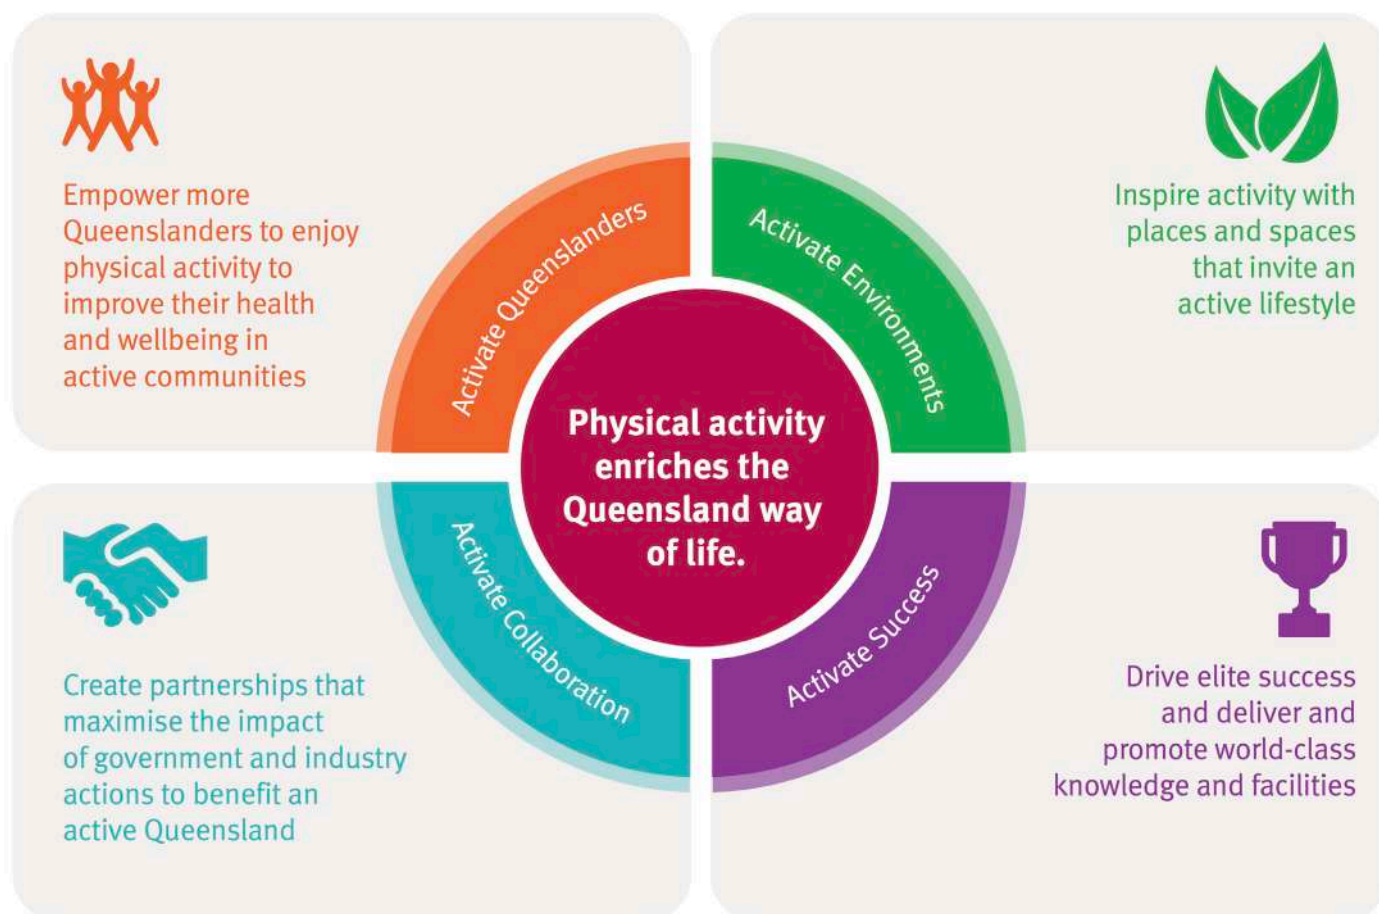 Empower more
Queenslanders to enjoy
physical activity to
improve their health
and wellbeing in
active communities
Activate Queenslanders
Activate Environments
Inspire activity with
places and spaces
that invite an
active lifestyle
Physical activity
enriches the
Queensland way
of life.
Create partnerships that
maximise the impact
of government and industry
actions to benefit an
active Queensland
Activate Collaboration
Activate Success
Drive elite success
and deliver and
promote world-class
knowledge and facilities